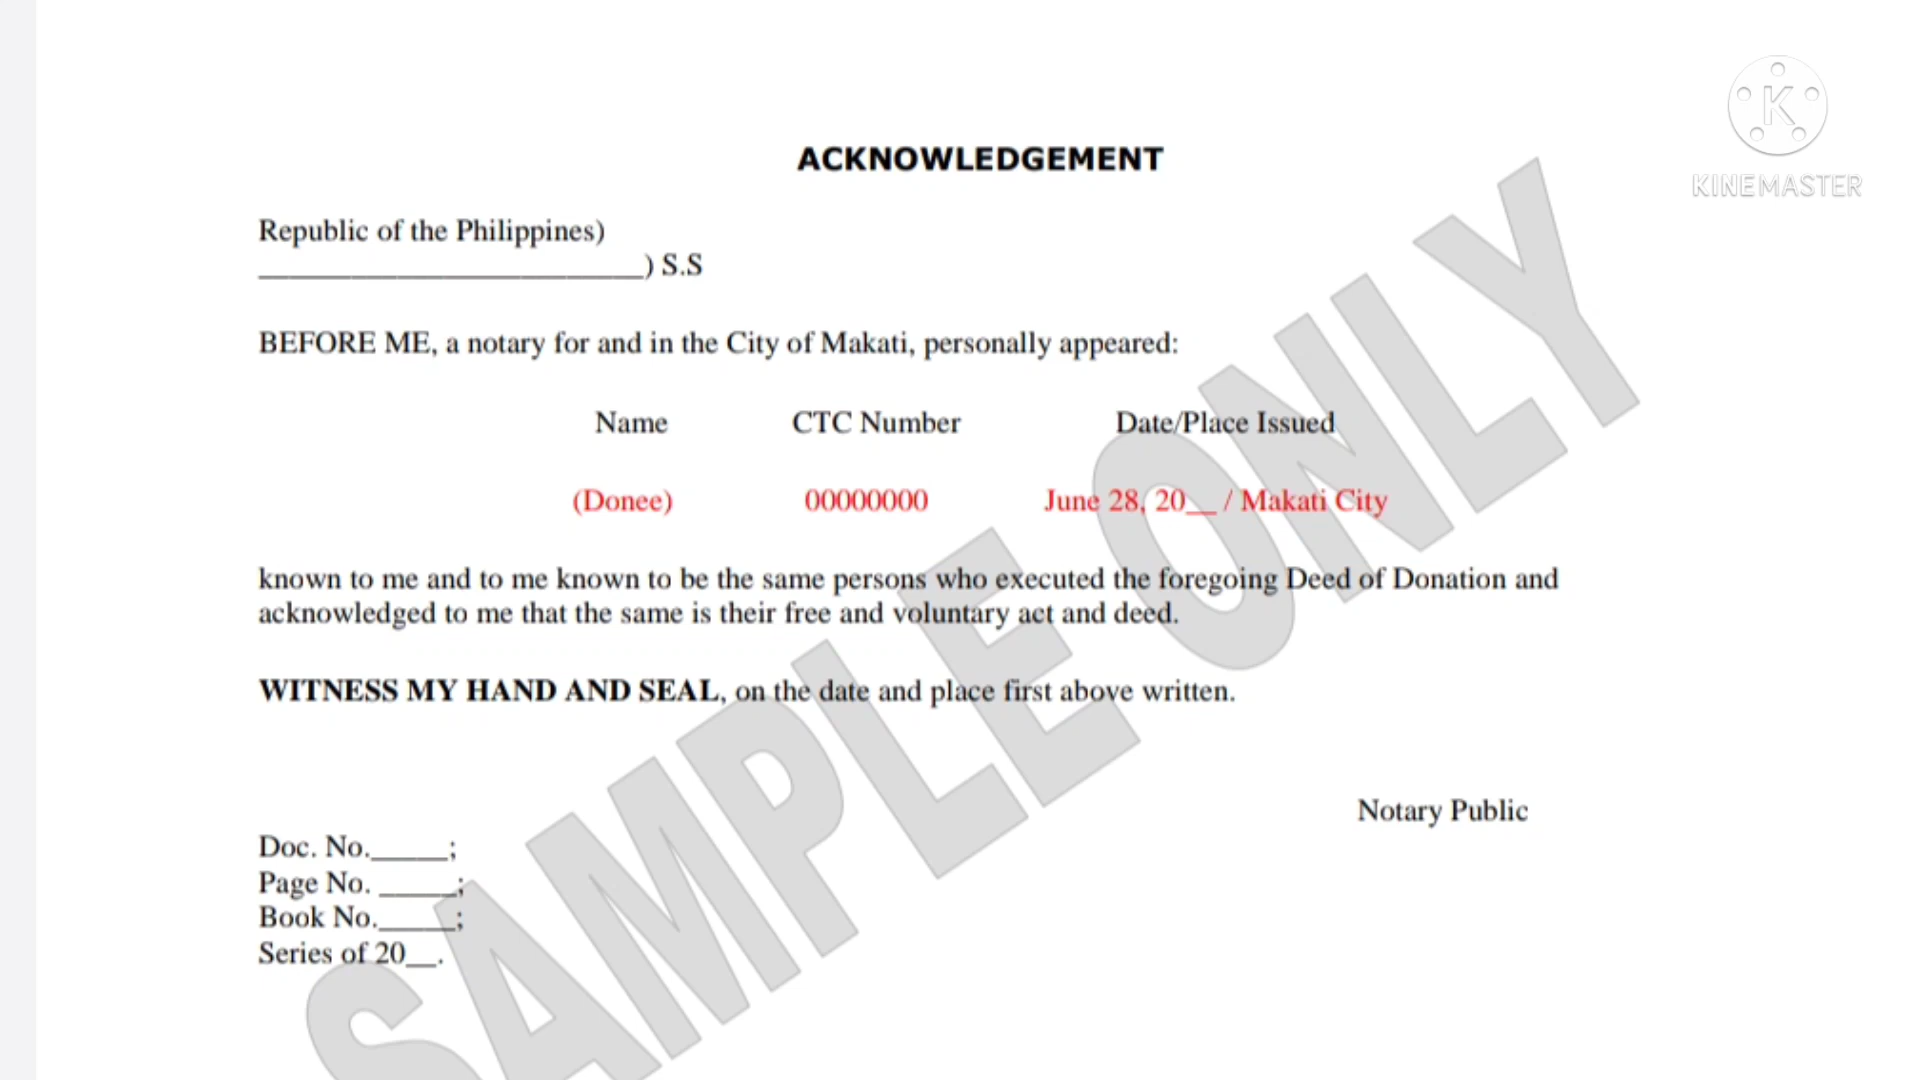 KINEMASTER
ACKNOWLEDGEMENT
Republic of the Philippines)
_________________________) S.S
BEFORE ME, a notary for and in the City of Makati, personally appeared:
Name CTC Number Date/Place Issued
(Donee) 00000000 June 28, 20__ / Makati City
known to me and to me known to be the same persons who executed the foregoing Deed of Donation and
acknowledged to me that the same is their free and voluntary act and deed.
WITNESS MY HAND AND SEAL, on the date and place first above written.
Notary Public
Doc. No._____;
Page No. _____;
Book No._____;
Series of 20__.
SAMPLE ONLY